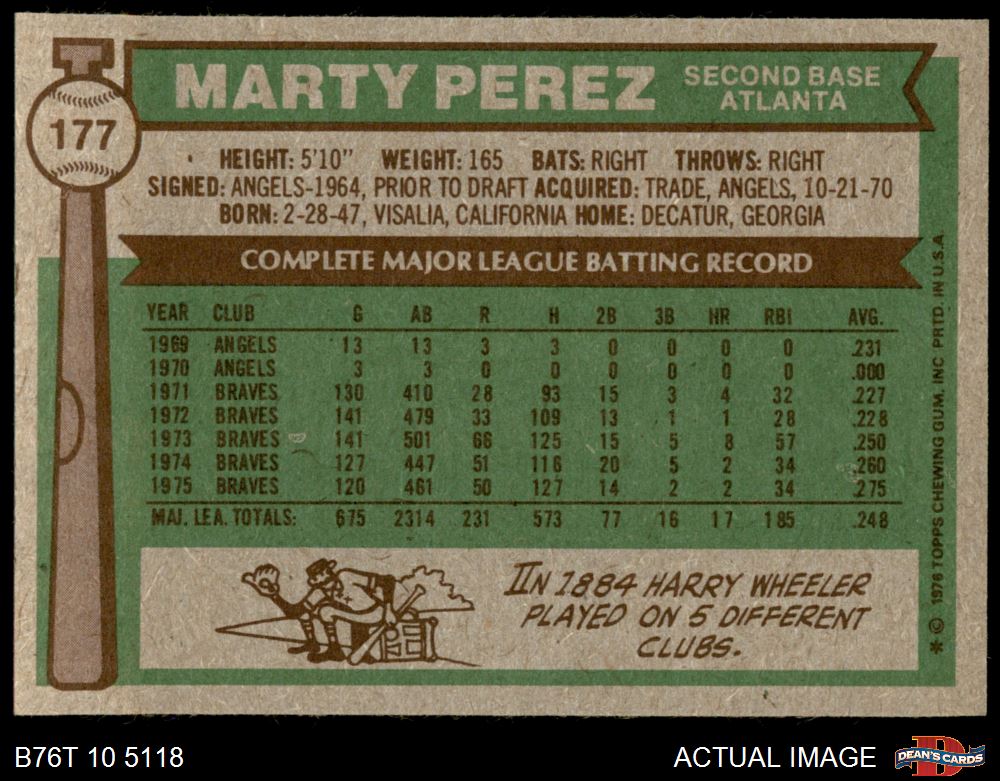 177
MARTY PEREZ SECOND BASE
ATLANTA
HEIGHT: 5'10" WEIGHT: 165 BATS: RIGHT THROWS: RIGHT
SIGNED: ANGELS-1964, PRIOR TO DRAFT ACQUIRED: TRADE, ANGELS, 10-21-70
BORN: 2-28-47, VISALIA, CALIFORNIA HOME: DECATUR, GEORGIA
COMPLETE MAJOR LEAGUE BATTING RECORD
YEAR CLUB G AB R H 2B 3B HR RBI AVG.
1969 ANGELS 13 13 3 3 0 0 0 0 .231
1970 ANGELS 3 3 0 0 0 0 0 0 .000
1971 BRAVES 130 410 28 93 15 3 4 32 .227
1972 BRAVES 141 479 33 109 13 1 1 28 .228
1973 BRAVES 141 501 66 125 15 5 8 57 .250
1974 BRAVES 127 447 51 116 20 5 2 34 .260
1975 BRAVES 120 461 50 127 14 2 2 34 .275
MAJ. LEA. TOTALS: 675 2314 231 573 77 16 17 185 .248
IN 1884 HARRY WHEELER
PLAYED ON 5 DIFFERENT
CLUBS.
* © 1976 TOPPS CHEWING GUM, INC PRTD. IN U.S.A
B76T 10 5118 ACTUAL IMAGE
D
DEAN'S CARDS